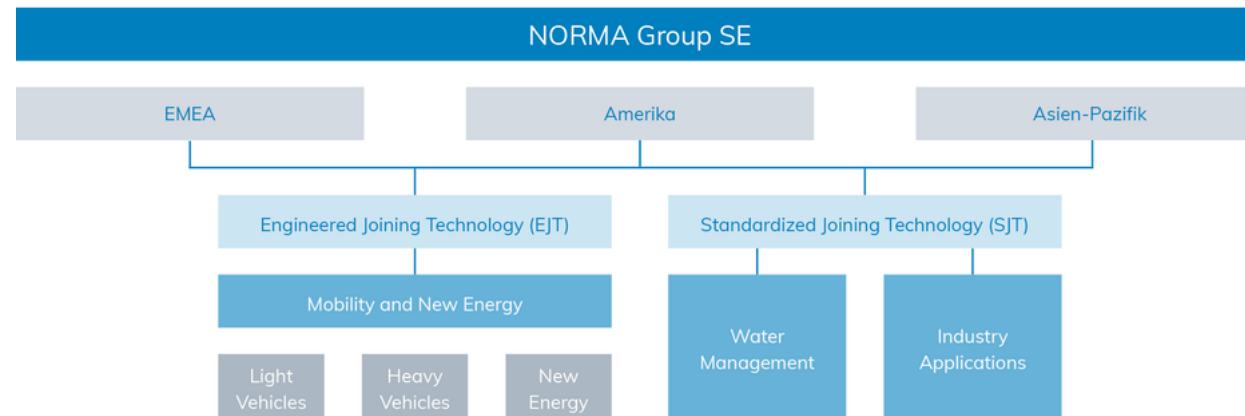 NORMA Group SE
EMEA
Amerika
Asien-Pazifik
Engineered Joining Technology (EJT)
Standardized Joining Technology (SJT)
Mobility and New Energy
Water
Management
Industry
Applications
Light
Vehicles
Heavy
Vehicles
New
Energy